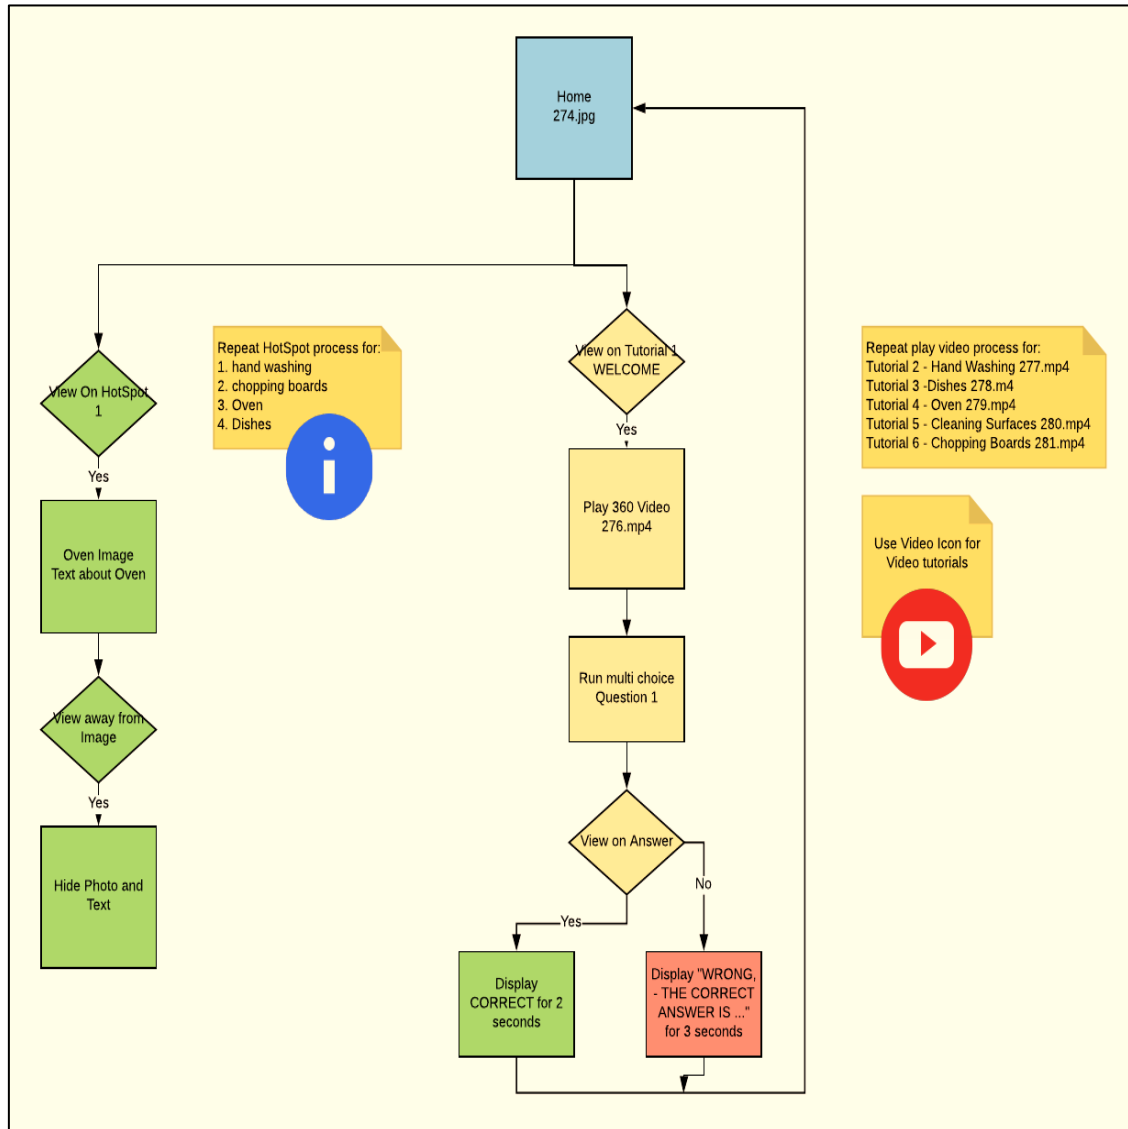 Home
274.jpg
View On HotSpot
1
Yes
Oven Image
Text about Oven
View away from
Image
Yes
Hide Photo and
Text
Repeat HotSpot process for:
1. hand washing
2. chopping boards
3. Oven
4. Dishes
i
View on Tutorial 1
WELCOME
Yes
Play 360 Video
276.mp4
Run multi choice
Question 1
View on Answer
Yes
No
Display
CORRECT for 2
seconds
Display "WRONG,
- THE CORRECT
ANSWER IS ..."
for 3 seconds
Repeat play video process for:
Tutorial 2 - Hand Washing 277.mp4
Tutorial 3 -Dishes 278.m4
Tutorial 4 - Oven 279.mp4
Tutorial 5 - Cleaning Surfaces 280.mp4
Tutorial 6 - Chopping Boards 281.mp4
Use Video Icon for
Video tutorials